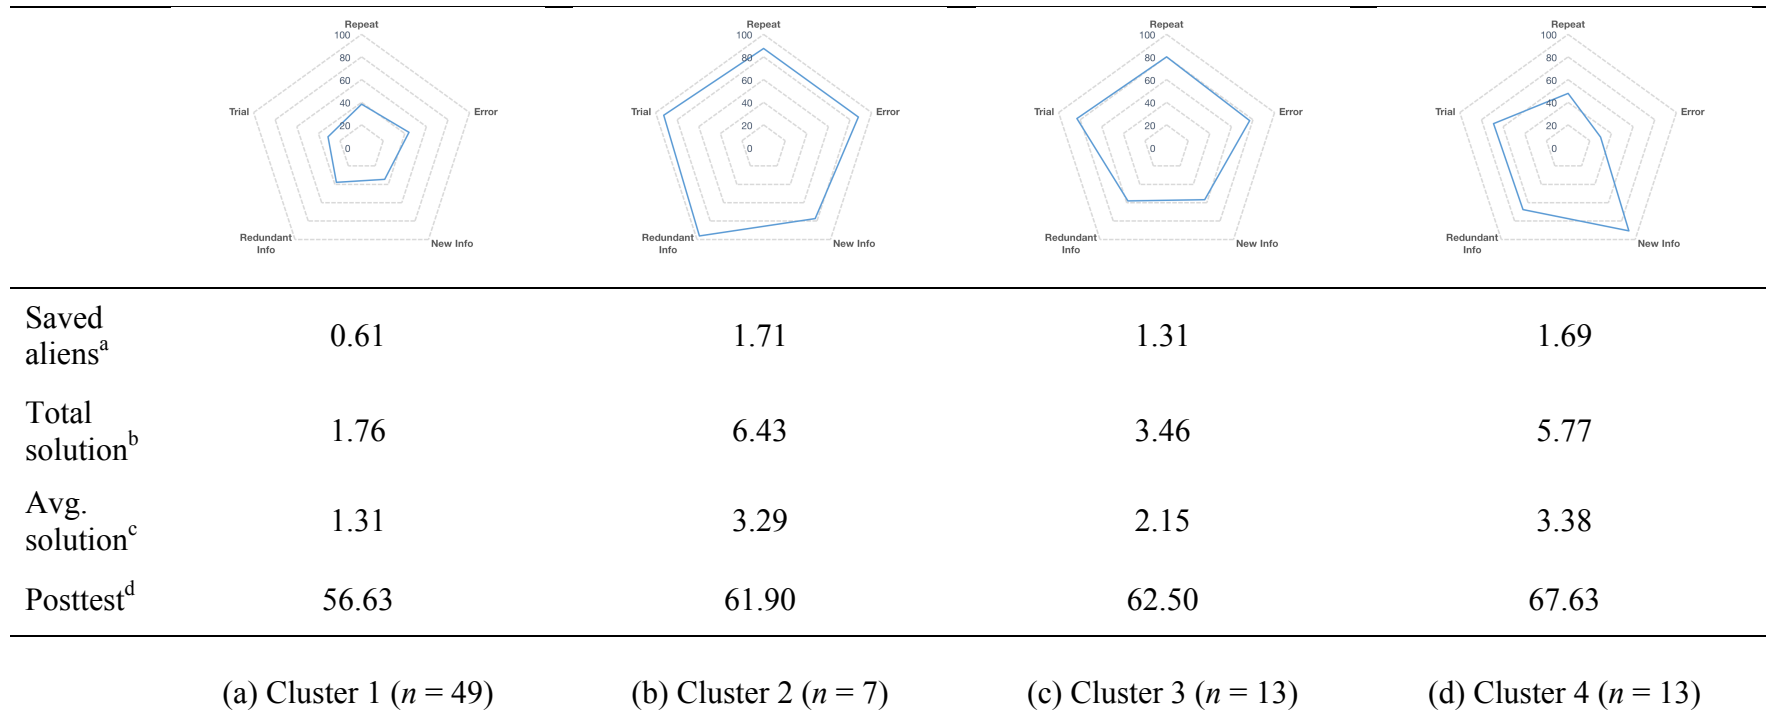 Repeat
100
80
60
40
20
0
Trial
Error
Redundant
Info
New Info
Repeat
100
80
60
40
20
0
Trial
Error
Redundant
Info
New Info
Repeat
100
80
60
40
20
0
Trial
Error
Redundant
Info
New Info
Repeat
100
80
60
40
20
0
Trial
Error
Redundant
Info
New Info
Saved
aliensᵃ 0.61 1.71 1.31 1.69
Total
solutionᵇ 1.76 6.43 3.46 5.77
Avg.
solutionᶜ 1.31 3.29 2.15 3.38
Posttestᵈ 56.63 61.90 62.50 67.63
(a) Cluster 1 (n = 49) (b) Cluster 2 (n = 7) (c) Cluster 3 (n = 13) (d) Cluster 4 (n = 13)